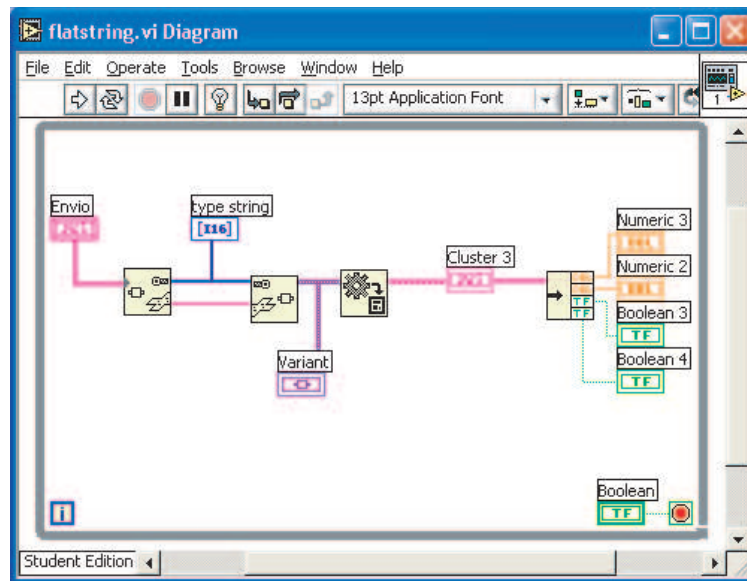 flatstring.vi Diagram
File Edit Operate Tools Browse Window Help
13pt Application Font
1
Envio
type string
[I16]
Cluster 3
Numeric 3
Numeric 2
TF
TF
Boolean 3
TF
Boolean 4
TF
Variant
i
Boolean
TF
Student Edition